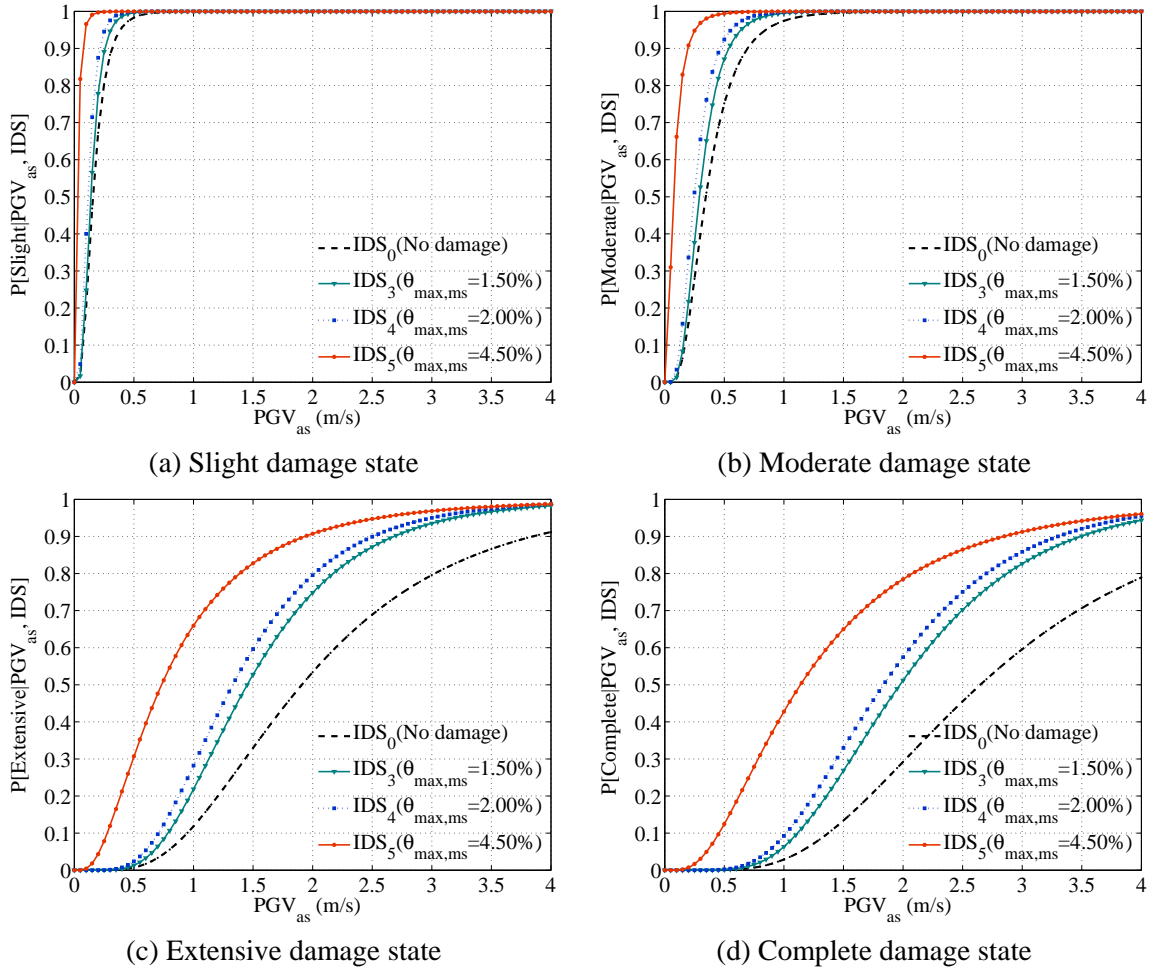 P[Slight|PGV_as, IDS]
1
0.9
0.8
0.7
0.6
0.5
0.4
0.3
0.2
0.1
0
IDS_0(No damage)
IDS_3(θ_max,ms=1.50%)
IDS_4(θ_max,ms=2.00%)
IDS_5(θ_max,ms=4.50%)
0 0.5 1 1.5 2 2.5 3 3.5 4
PGV_as (m/s)
(a) Slight damage state
P[Moderate|PGV_as, IDS]
1
0.9
0.8
0.7
0.6
0.5
0.4
0.3
0.2
0.1
0
IDS_0(No damage)
IDS_3(θ_max,ms=1.50%)
IDS_4(θ_max,ms=2.00%)
IDS_5(θ_max,ms=4.50%)
0 0.5 1 1.5 2 2.5 3 3.5 4
PGV_as (m/s)
(b) Moderate damage state
P[Extensive|PGV_as, IDS]
1
0.9
0.8
0.7
0.6
0.5
0.4
0.3
0.2
0.1
0
IDS_0(No damage)
IDS_3(θ_max,ms=1.50%)
IDS_4(θ_max,ms=2.00%)
IDS_5(θ_max,ms=4.50%)
0 0.5 1 1.5 2 2.5 3 3.5 4
PGV_as (m/s)
(c) Extensive damage state
P[Complete|PGV_as, IDS]
1
0.9
0.8
0.7
0.6
0.5
0.4
0.3
0.2
0.1
0
IDS_0(No damage)
IDS_3(θ_max,ms=1.50%)
IDS_4(θ_max,ms=2.00%)
IDS_5(θ_max,ms=4.50%)
0 0.5 1 1.5 2 2.5 3 3.5 4
PGV_as (m/s)
(d) Complete damage state